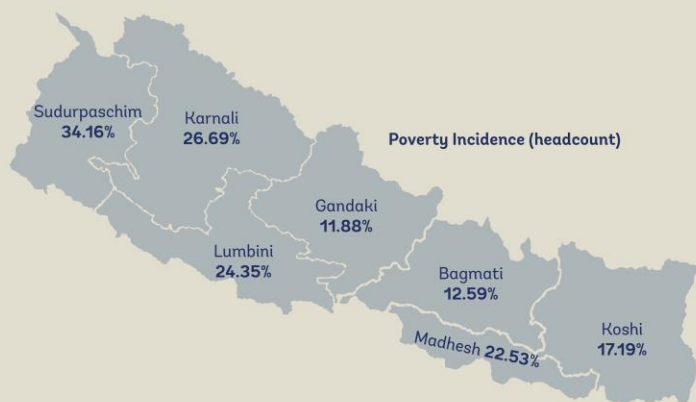 Sudurpaschim
34.16%
Karnali
26.69%
Poverty Incidence (headcount)
Gandaki
11.88%
Lumbini
24.35%
Bagmati
12.59%
Koshi
17.19%
Madhesh 22.53%